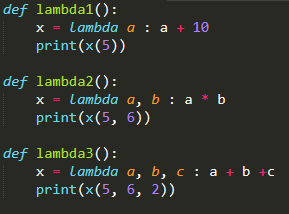 def lambda1():
    x = lambda a : a + 10
    print(x(5))
def lambda2():
    x = lambda a, b : a * b
    print(x(5, 6))
def lambda3():
    x = lambda a, b, c : a + b +c
    print(x(5, 6, 2))